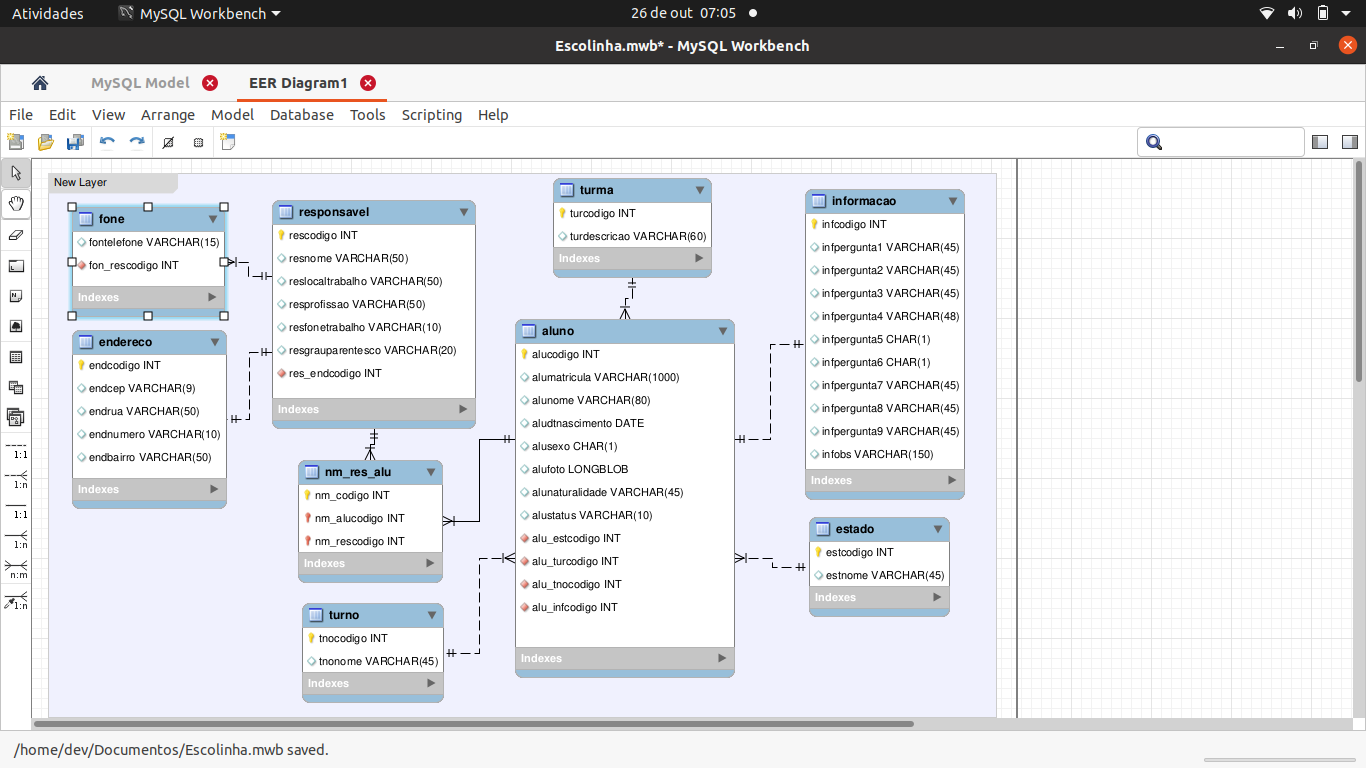 Atividades
MySQL Workbench
26 de out 07:05
Escolinha.mwb* - MySQL Workbench
MySQL Model
EER Diagram1
File Edit View Arrange Model Database Tools Scripting Help
New Layer
fone
fontelefone VARCHAR(15)
fon_rescodigo INT
Indexes
responsavel
rescodigo INT
resnome VARCHAR(50)
reslocaltrabalho VARCHAR(50)
resprofissao VARCHAR(50)
resfonetrabalho VARCHAR(10)
resgrauparentesco VARCHAR(20)
res_endcodigo INT
Indexes
turma
turcodigo INT
turdescricao VARCHAR(60)
Indexes
informacao
infcodigo INT
infpergunta1 VARCHAR(45)
infpergunta2 VARCHAR(45)
infpergunta3 VARCHAR(45)
infpergunta4 VARCHAR(48)
infpergunta5 CHAR(1)
infpergunta6 CHAR(1)
infpergunta7 VARCHAR(45)
infpergunta8 VARCHAR(45)
infpergunta9 VARCHAR(45)
infobs VARCHAR(150)
Indexes
endereco
endcodigo INT
endcep VARCHAR(9)
endrua VARCHAR(50)
endnumero VARCHAR(10)
endbairro VARCHAR(50)
Indexes
aluno
alucodigo INT
alumatricula VARCHAR(1000)
alunome VARCHAR(80)
aludtnascimento DATE
alusexo CHAR(1)
alufoto LONGBLOB
alunaturalidade VARCHAR(45)
alustatus VARCHAR(10)
alu_estcodigo INT
alu_turcodigo INT
alu_tnocodigo INT
alu_infcodigo INT
Indexes
nm_res_alu
nm_codigo INT
nm_alucodigo INT
nm_rescodigo INT
Indexes
estado
estcodigo INT
estnome VARCHAR(45)
Indexes
turno
tnocodigo INT
tnonome VARCHAR(45)
Indexes
1:1
1:n
1:1
1:n
n:m
1:n
/home/dev/Documentos/Escolinha.mwb saved.